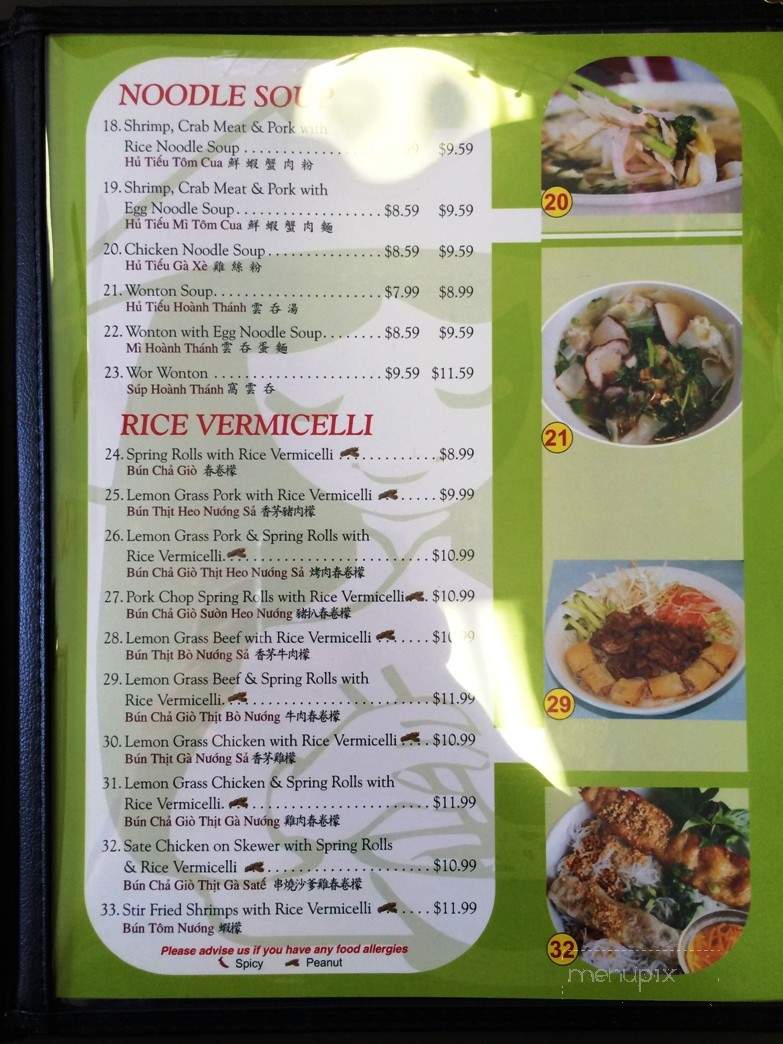 NOODLE SOUP
18. Shrimp, Crab Meat & Pork with
Rice Noodle Soup . . . . . . . . . . . . $9.59
Hủ Tiếu Tôm Cua 鮮 蝦 蟹 肉 粉
19. Shrimp, Crab Meat & Pork with
Egg Noodle Soup. . . . . . . . . . . . . . . . . . . $8.59 $9.59
Hủ Tiếu Mì Tôm Cua 鮮 蝦 蟹 肉 麵
20. Chicken Noodle Soup . . . . . . . . . . . . . . . $8.59 $9.59
Hủ Tiếu Gà Xè 雞 絲 粉
21. Wonton Soup. . . . . . . . . . . . . . . . . . . . . . $7.99 $8.99
Hủ Tiếu Hoành Thánh 雲 吞 湯
22. Wonton with Egg Noodle Soup. . . . . . . $8.59 $9.59
Mì Hoành Thánh 雲 吞 蛋 麵
23. Wor Wonton . . . . . . . . . . . . . . . . . . . . . . $9.59 $11.59
Súp Hoành Thánh 窩 雲 吞
RICE VERMICELLI
24. Spring Rolls with Rice Vermicelli . . . . . . . . . . . . $8.99
Bún Chả Giò 春卷檬
25. Lemon Grass Pork with Rice Vermicelli . . . . . $9.99
Bún Thịt Heo Nướng Sả 香茅豬肉檬
26. Lemon Grass Pork & Spring Rolls with
Rice Vermicelli. . . . . . . . . . . . . . . . . . . . . . . . . . $10.99
Bún Chả Giò Thịt Heo Nướng Sả 烤肉春卷檬
27. Pork Chop Spring Rolls with Rice Vermicelli . $10.99
Bún Chả Giò Sườn Heo Nướng 豬扒春卷檬
28. Lemon Grass Beef with Rice Vermicelli . . . . . .
Bún Thịt Bò Nướng Sả 香茅牛肉檬
29. Lemon Grass Beef & Spring Rolls with
Rice Vermicelli. . . . . . . . . . . . . . . . . . . . . . . . . . $11.99
Bún Chả Giò Thịt Bò Nướng 牛肉春卷檬
30. Lemon Grass Chicken with Rice Vermicelli . . . $10.99
Bún Thịt Gà Nướng Sả 香茅雞檬
31. Lemon Grass Chicken & Spring Rolls with
Rice Vermicelli. . . . . . . . . . . . . . . . . . . . . . . . . . $11.99
Bún Chả Giò Thịt Gà Nướng 雞肉春卷檬
32. Sate Chicken on Skewer with Spring Rolls
& Rice Vermicelli . . . . . . . . . . . . . . . . . . . . . . . $10.99
Bún Chả Giò Thịt Gà Saté 串燒沙爹雞春卷檬
33. Stir Fried Shrimps with Rice Vermicelli . . . . $11.99
Bún Tôm Nướng 蝦檬
Please advise us if you have any food allergies
Spicy Peanut
20
21
29
32
menupix